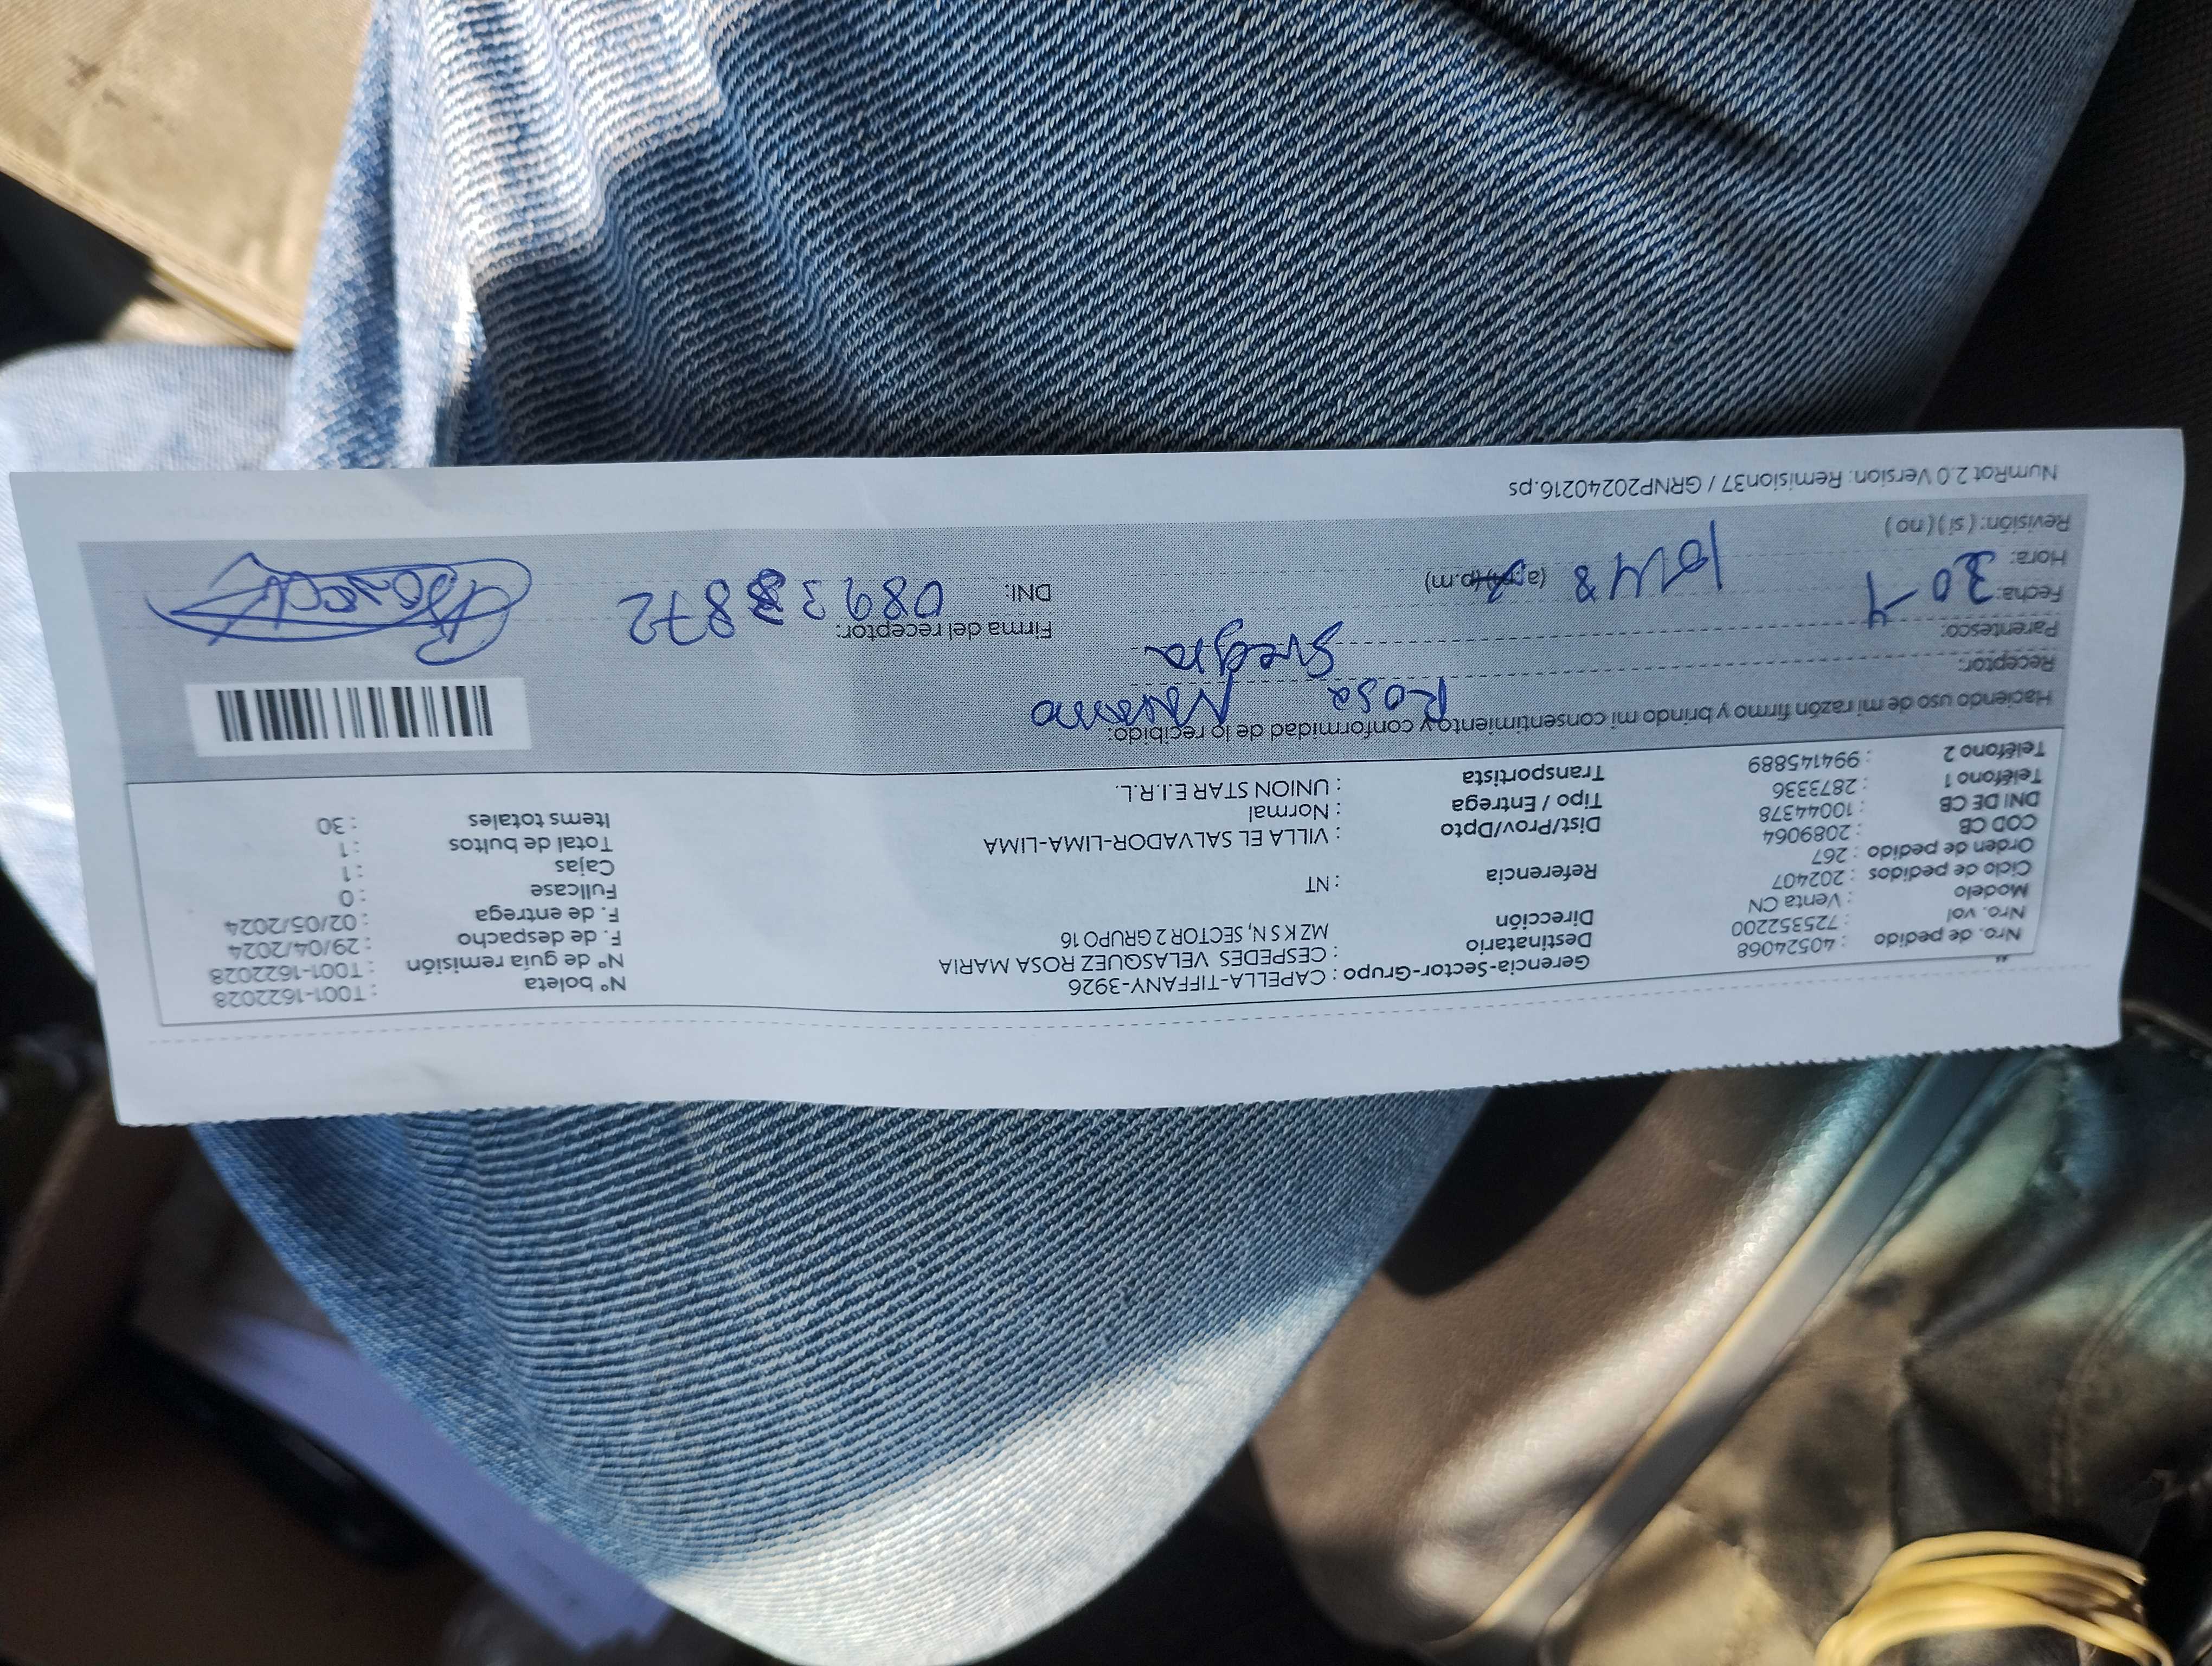 Nro. de pedido : 40524068 Gerencia-Sector-Grupo : CAPELLA-TIFFANY-3926 N° boleta : T001-1622028
Nro. vol : 725352200 Destinatario : CESPEDES VELASQUEZ ROSA MARIA N° de guía remisión : T001-1622028
Modelo : Venta CN Dirección MZ K S N, SECTOR 2 GRUPO 16 F. de despacho : 29/04/2024
Ciclo de pedidos : 202407 F. de entrega : 02/05/2024
Orden de pedido : 267 Referencia : NT Fullcase : 0
COD CB : 2089064 Cajas : 1
DNI DE CB : 10044378 Dist/Prov/Dpto : VILLA EL SALVADOR-LIMA-LIMA Total de bultos : 1
Teléfono 1 : 2873336 Tipo / Entrega : Normal Items totales : 30
Teléfono 2 : 994145889 Transportista : UNION STAR E.I.R.L.
Haciendo uso de mi razón firmo y brindo mi consentimiento y conformidad de lo recibido:
Receptor: Rosa
Parentesco: Suegra
Fecha: 30-4 Firma del receptor:
Hora: 10:48 (a.m) (p.m) DNI: 08938872
Revisión: ( si ) ( no )
NumRot 2.0 Version: Remision37 / GRNP20240216.ps